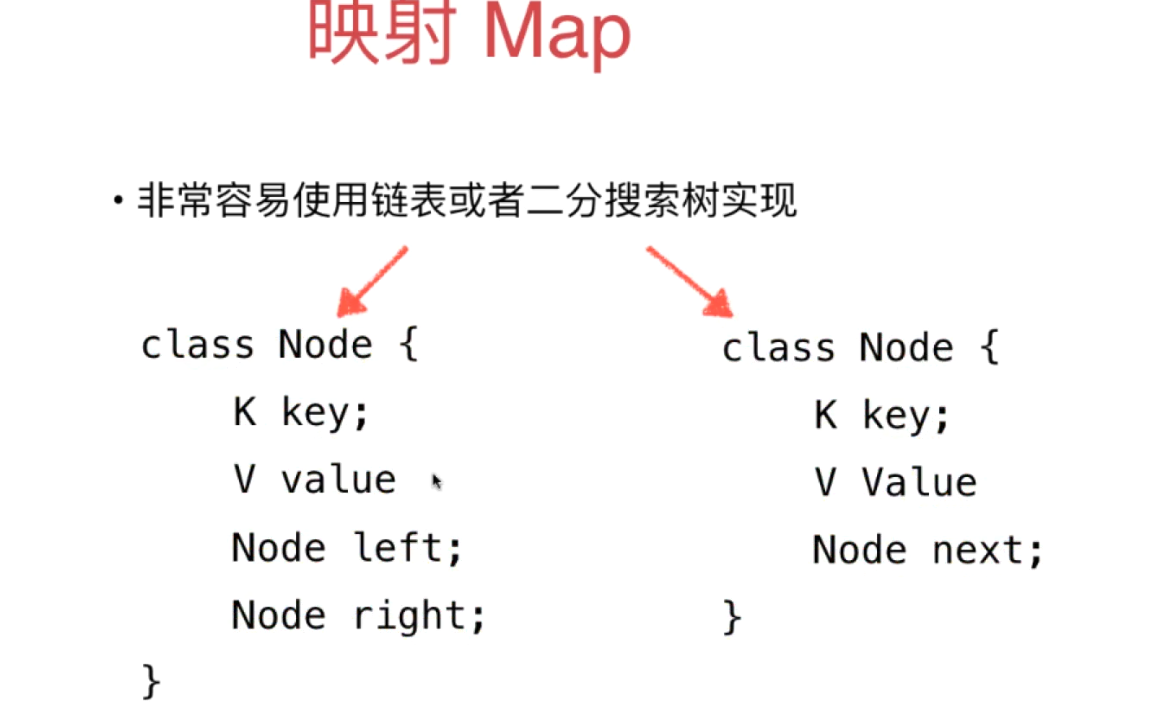 映射 Map
• 非常容易使用链表或者二分搜索树实现
class Node {
    K key;
    V value
    Node left;
    Node right;
}
class Node {
    K key;
    V Value
    Node next;
}